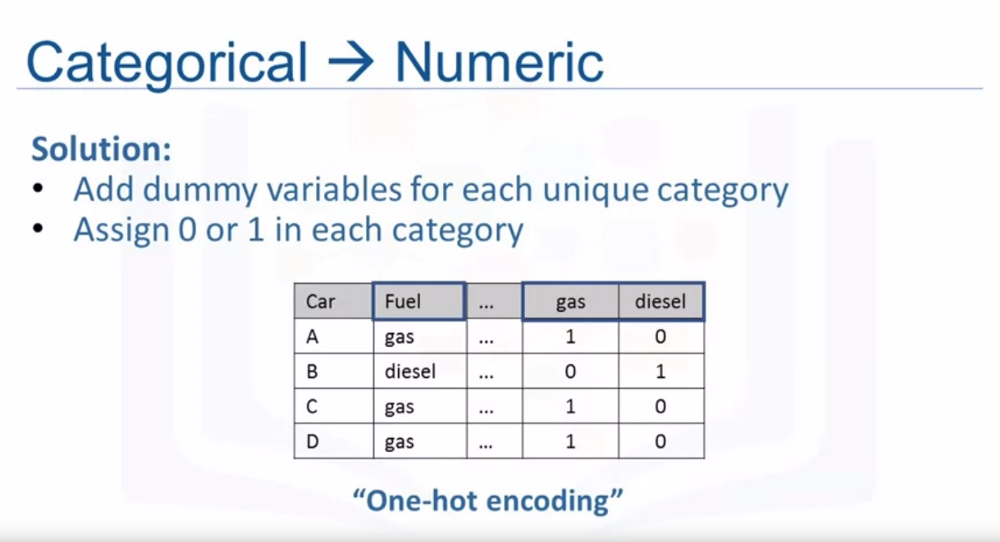 Categorical → Numeric
Solution:
• Add dummy variables for each unique category
• Assign 0 or 1 in each category
Car Fuel ... gas diesel
A gas ... 1 0
B diesel ... 0 1
C gas ... 1 0
D gas ... 1 0
“One-hot encoding”